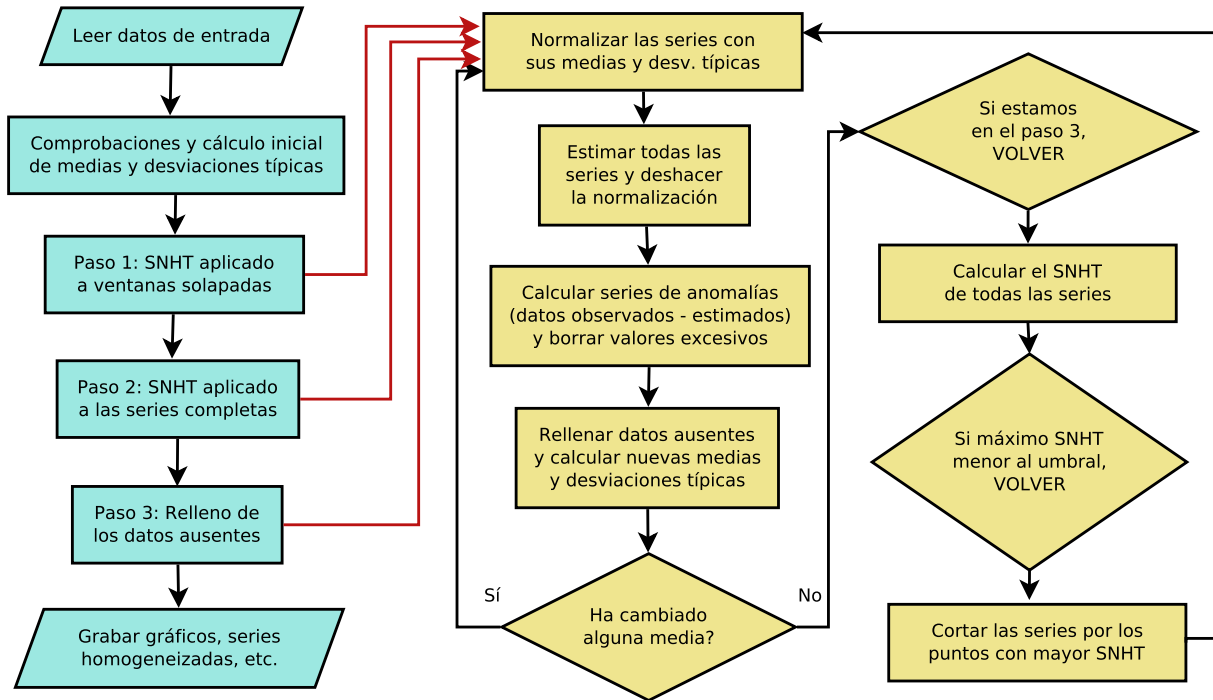 Leer datos de entrada
Comprobaciones y cálculo inicial
de medias y desviaciones típicas
Paso 1: SNHT aplicado
a ventanas solapadas
Paso 2: SNHT aplicado
a las series completas
Paso 3: Relleno de
los datos ausentes
Grabar gráficos, series
homogeneizadas, etc.
Normalizar las series con
sus medias y desv. típicas
Estimar todas las
series y deshacer
la normalización
Calcular series de anomalías
(datos observados - estimados)
y borrar valores excesivos
Rellenar datos ausentes
y calcular nuevas medias
y desviaciones típicas
Sí
Ha cambiado
alguna media?
No
Si estamos
en el paso 3,
VOLVER
Calcular el SNHT
de todas las series
Si máximo SNHT
menor al umbral,
VOLVER
Cortar las series por los
puntos con mayor SNHT